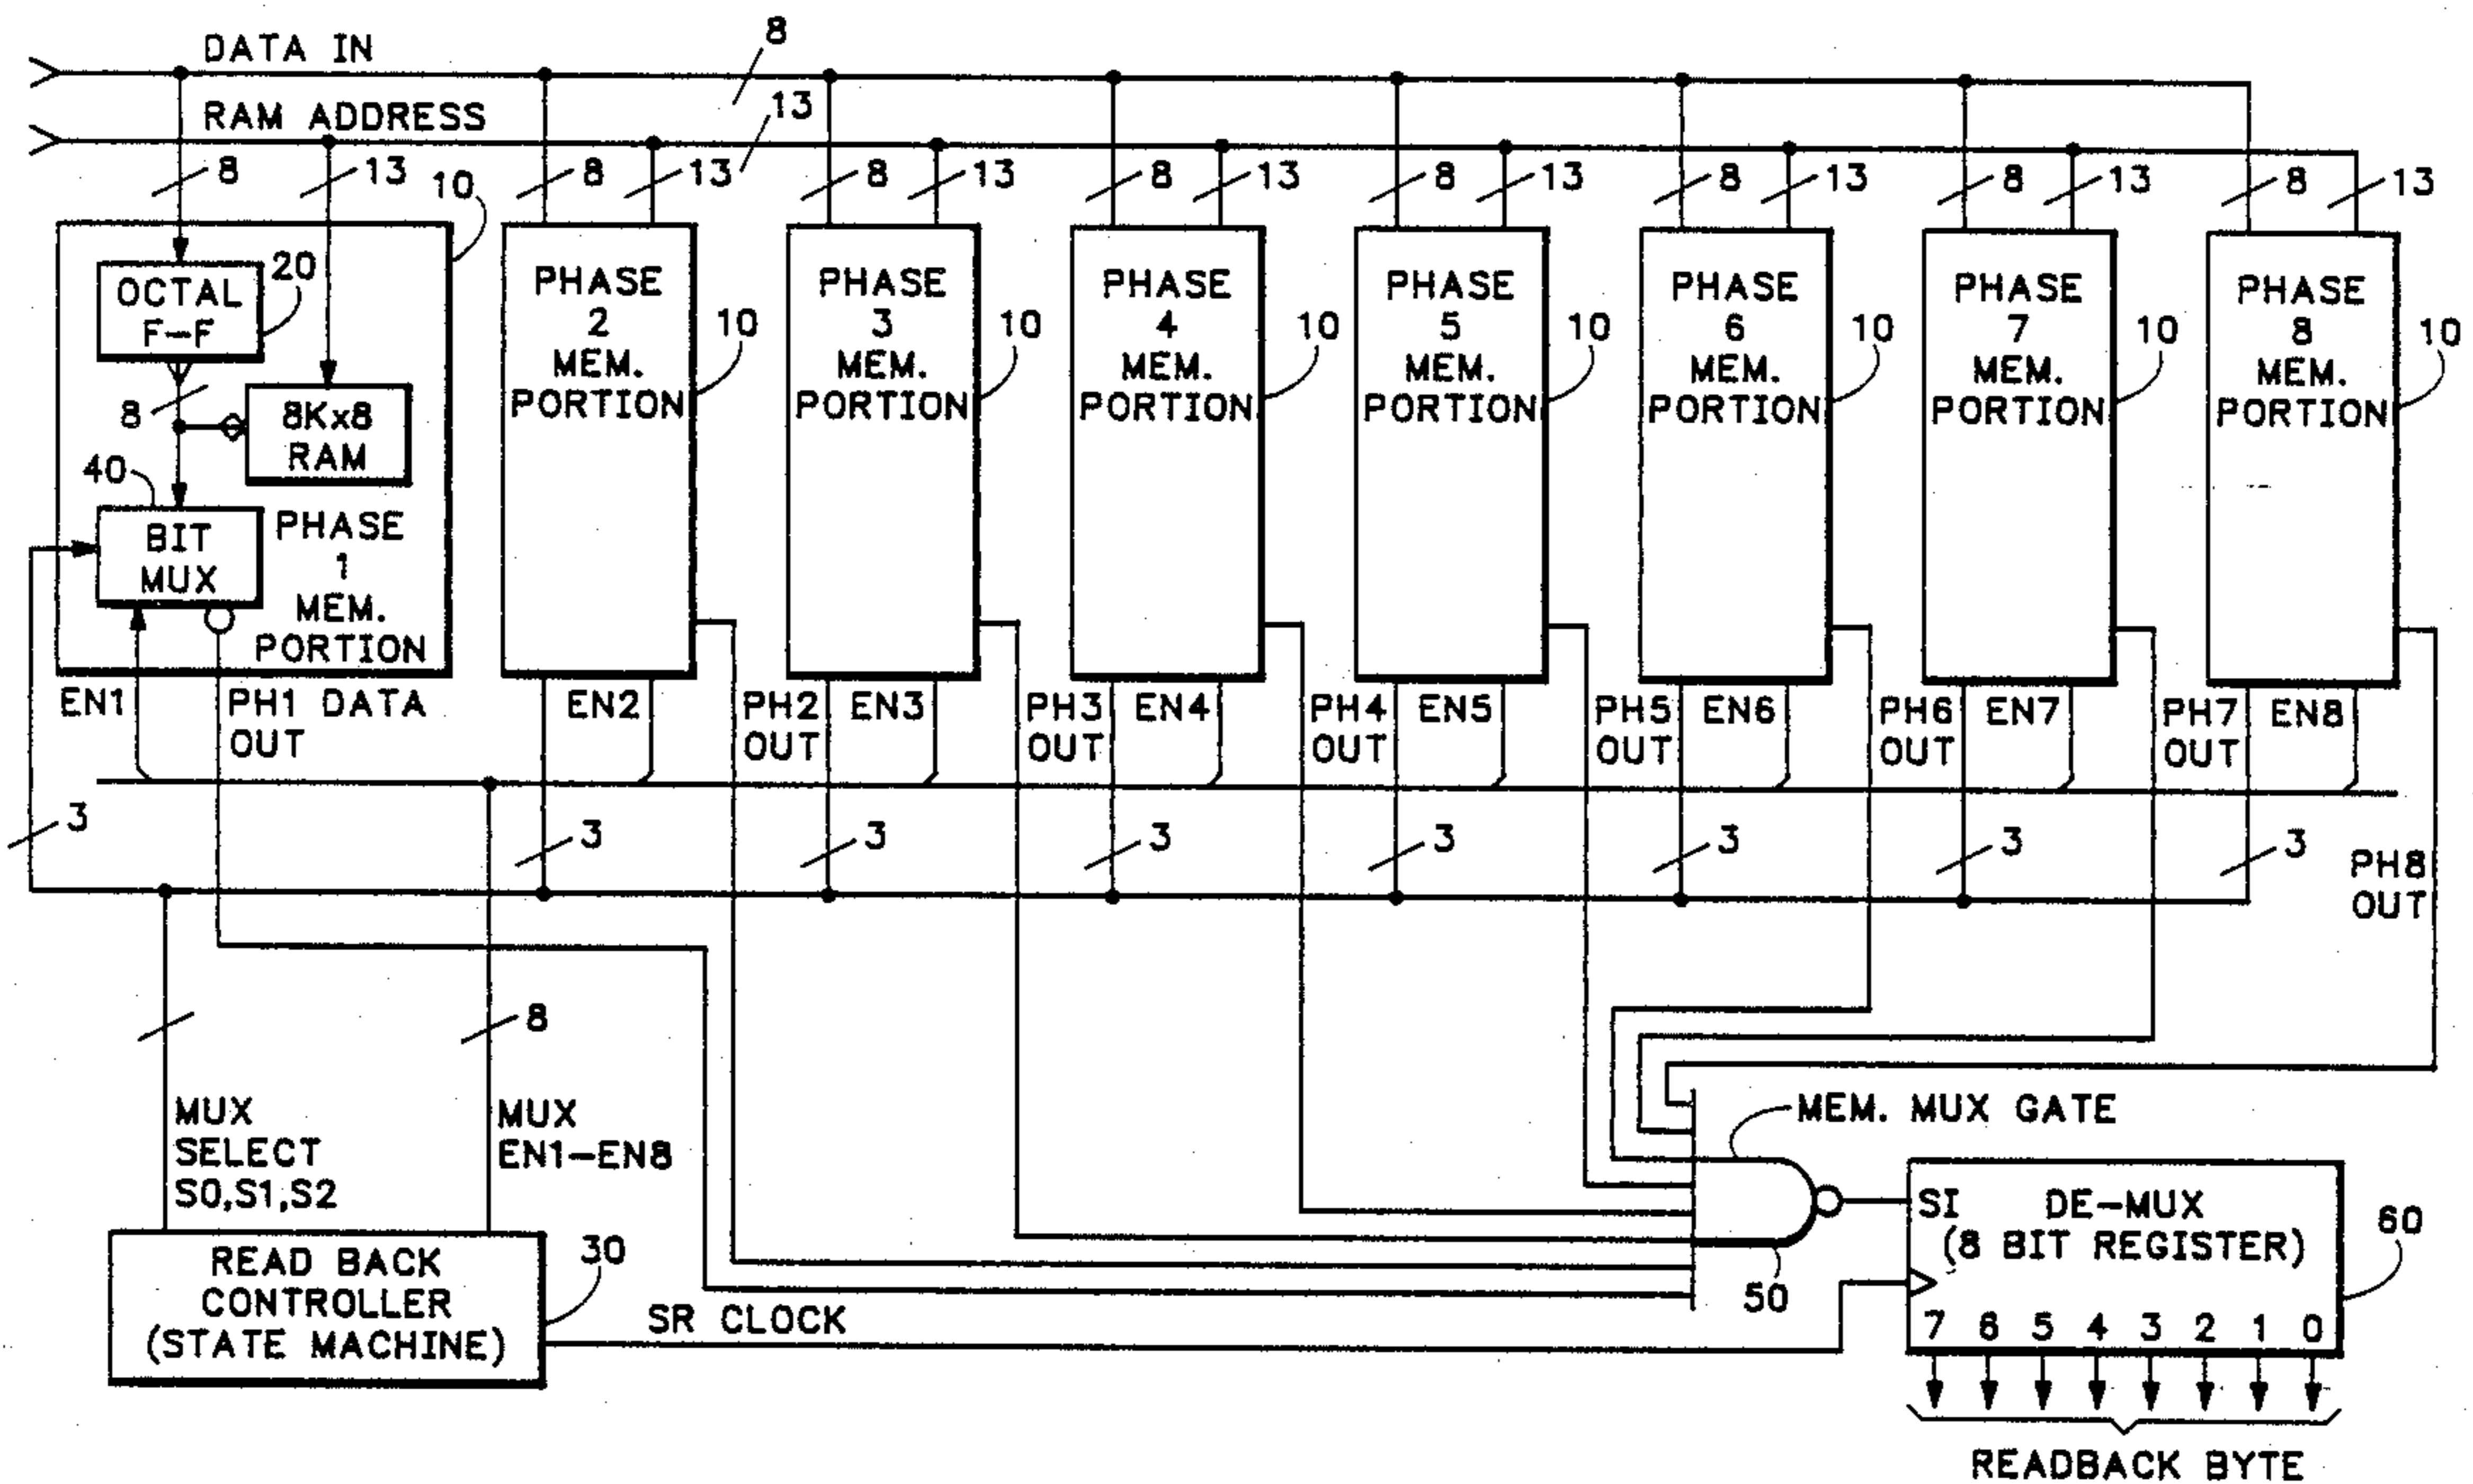 DATA IN
8
RAM ADDRESS
13
8
13
10
8
13
8
13
8
13
8
13
8
13
8
13
8
13
OCTAL
F-F
20
8
8Kx8
RAM
40
BIT
MUX
PHASE
1
MEM.
PORTION
PHASE
2
MEM.
PORTION
10
PHASE
3
MEM.
PORTION
10
PHASE
4
MEM.
PORTION
10
PHASE
5
MEM.
PORTION
10
PHASE
6
MEM.
PORTION
10
PHASE
7
MEM.
PORTION
10
PHASE
8
MEM.
PORTION
10
EN1
PH1 DATA
OUT
EN2
PH2
OUT
EN3
PH3
OUT
EN4
PH4
OUT
EN5
PH5
OUT
EN6
PH6
OUT
EN7
PH7
OUT
EN8
3
3
3
3
3
3
3
3
PH8
OUT
8
MUX
SELECT
S0,S1,S2
MUX
EN1-EN8
MEM. MUX GATE
50
READ BACK
CONTROLLER
(STATE MACHINE)
30
SR CLOCK
SI
DE-MUX
(8 BIT REGISTER)
60
7 6 5 4 3 2 1 0
READBACK BYTE